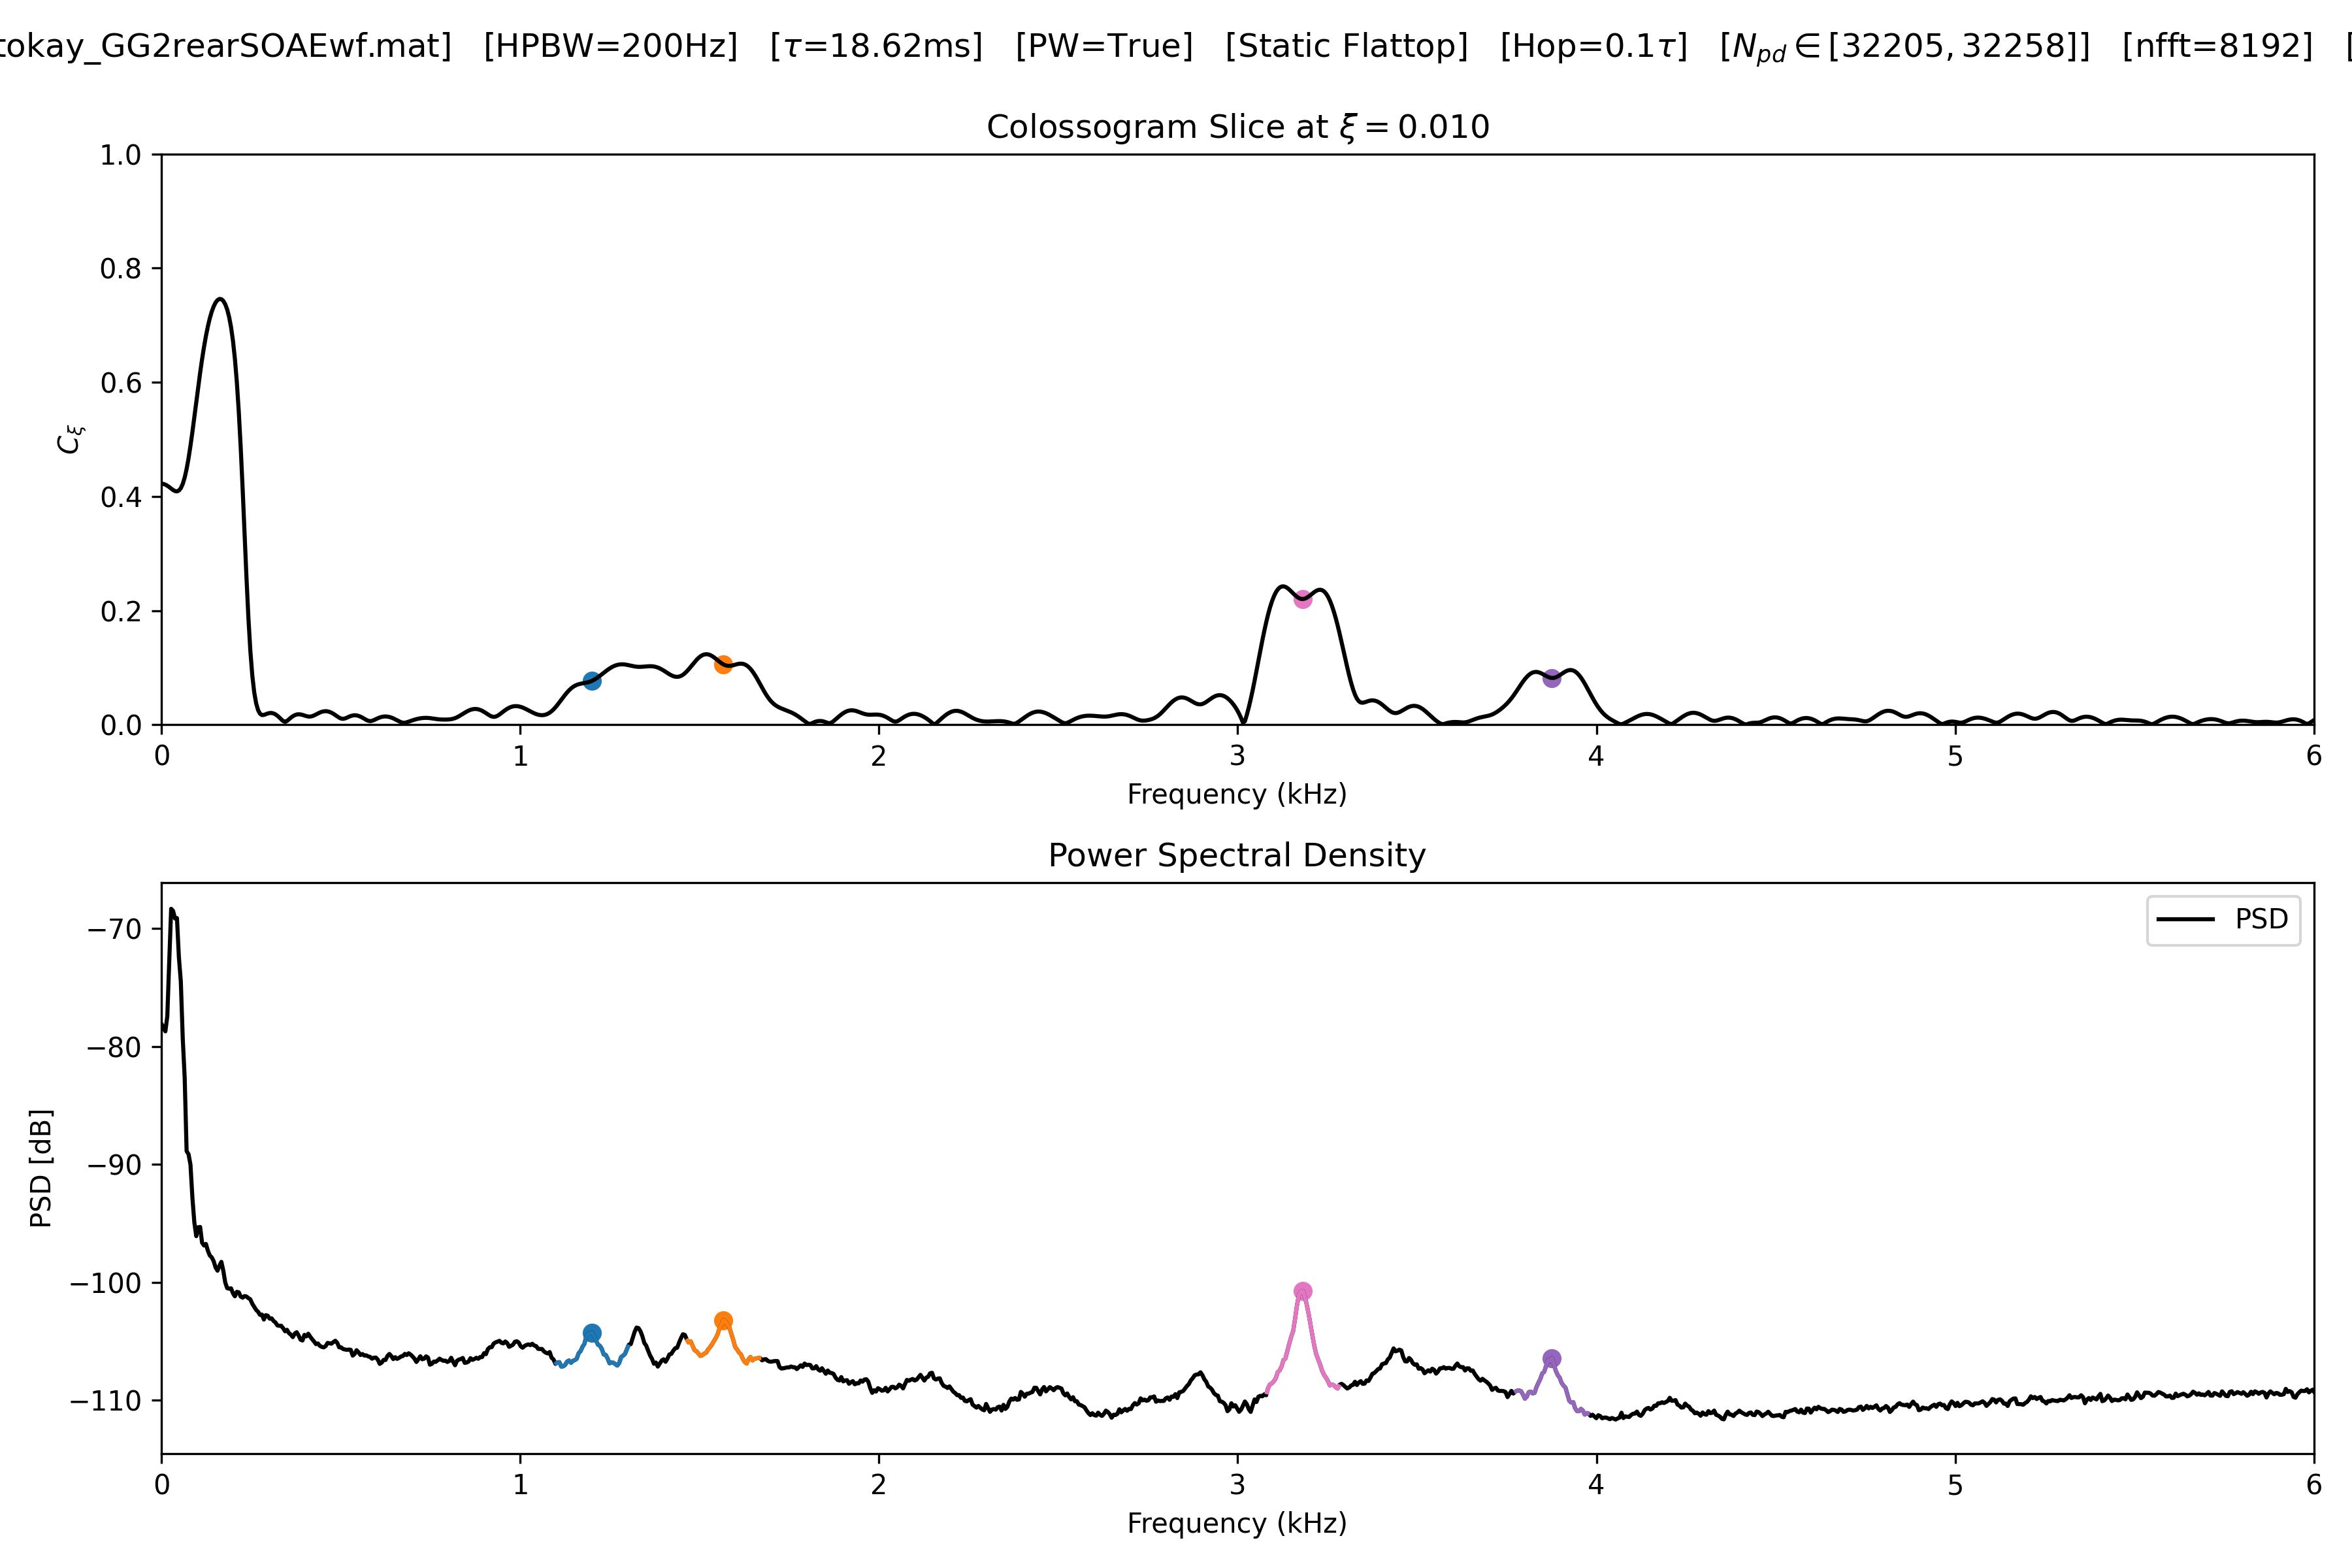 tokay_GG2rearSOAEwf.mat] [HPBW=200Hz] [τ=18.62ms] [PW=True] [Static Flattop] [Hop=0.1τ] [N_pd ∈ [32205, 32258]] [nfft=8192] [
Colossogram Slice at ξ = 0.010
1.0
0.8
0.6
0.4
0.2
0.0
C_ξ
0 1 2 3 4 5 6
Frequency (kHz)
Power Spectral Density
PSD
−70
−80
−90
−100
−110
PSD [dB]
0 1 2 3 4 5 6
Frequency (kHz)